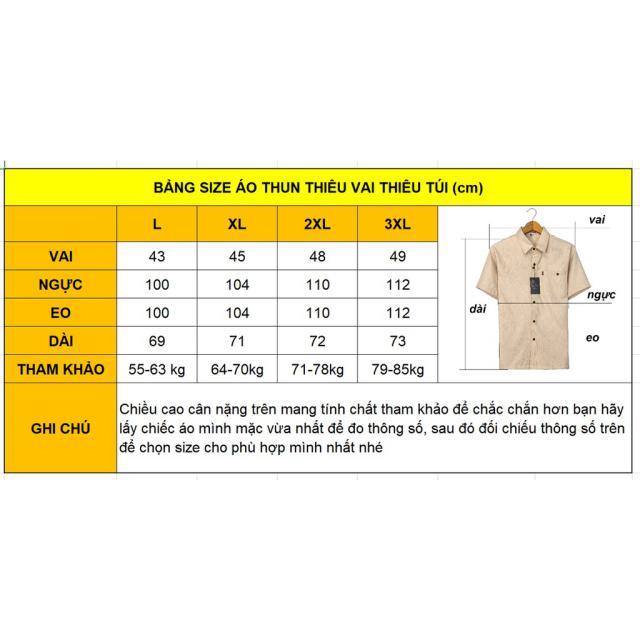 BẢNG SIZE ÁO THUN THIÊU VAI THIÊU TÚI (cm)
L XL 2XL 3XL
VAI 43 45 48 49
NGỰC 100 104 110 112
EO 100 104 110 112
DÀI 69 71 72 73
THAM KHẢO 55-63 kg 64-70kg 71-78kg 79-85kg
vai
dài
ngực
eo
GHI CHÚ
Chiều cao cân nặng trên mang tính chất tham khảo để chắc chắn hơn bạn hãy
lấy chiếc áo mình mặc vừa nhất để đo thông số, sau đó đối chiếu thông số trên
để chọn size cho phù hợp mình nhất nhé